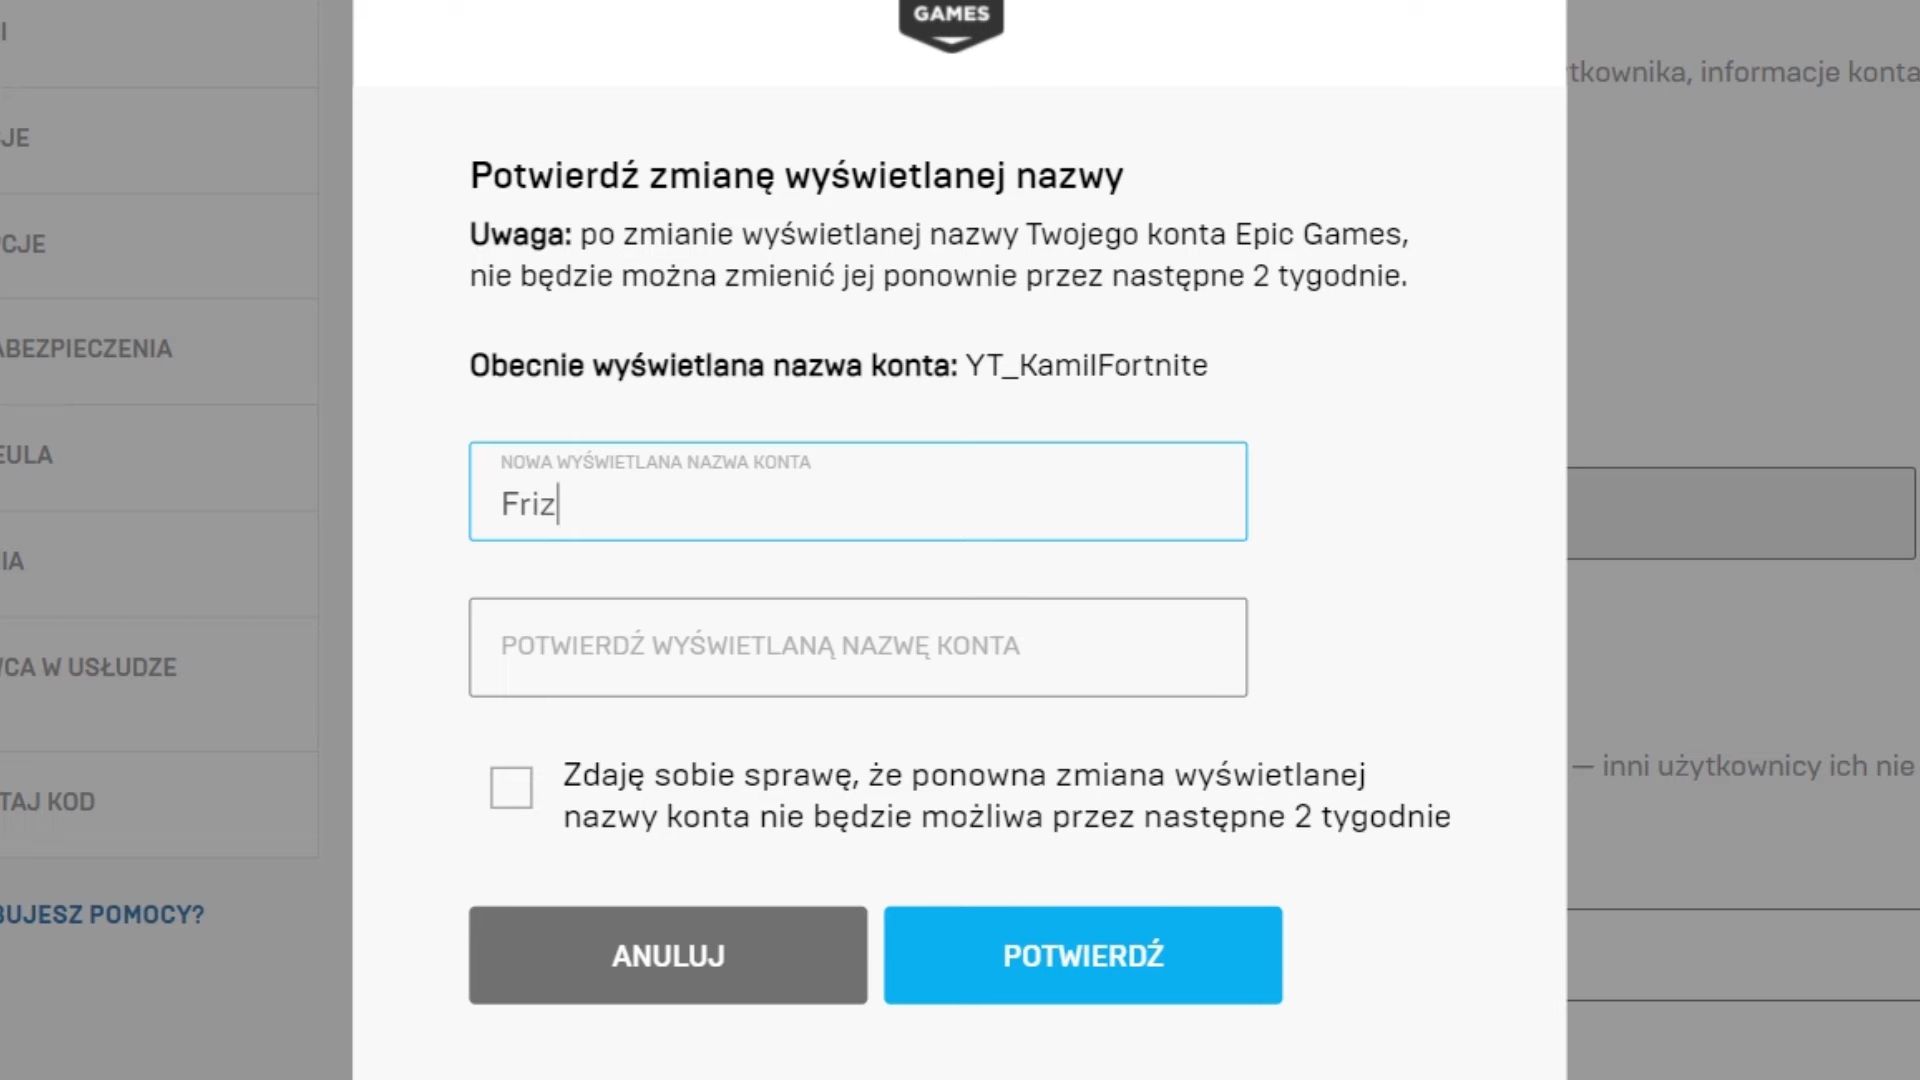 GAMES
I
JE
CJE
ABEZPIECZENIA
EULA
IA
CA W USŁUDZE
TAJ KOD
BUJESZ POMOCY?
Potwierdź zmianę wyświetlanej nazwy
Uwaga: po zmianie wyświetlanej nazwy Twojego konta Epic Games,
nie będzie można zmienić jej ponownie przez następne 2 tygodnie.
Obecnie wyświetlana nazwa konta: YT_KamilFortnite
NOWA WYŚWIETLANA NAZWA KONTA
Friz
POTWIERDŹ WYŚWIETLANĄ NAZWĘ KONTA
Zdaję sobie sprawę, że ponowna zmiana wyświetlanej
nazwy konta nie będzie możliwa przez następne 2 tygodnie
ANULUJ
POTWIERDŹ
tkownika, informacje konta
— inni użytkownicy ich nie